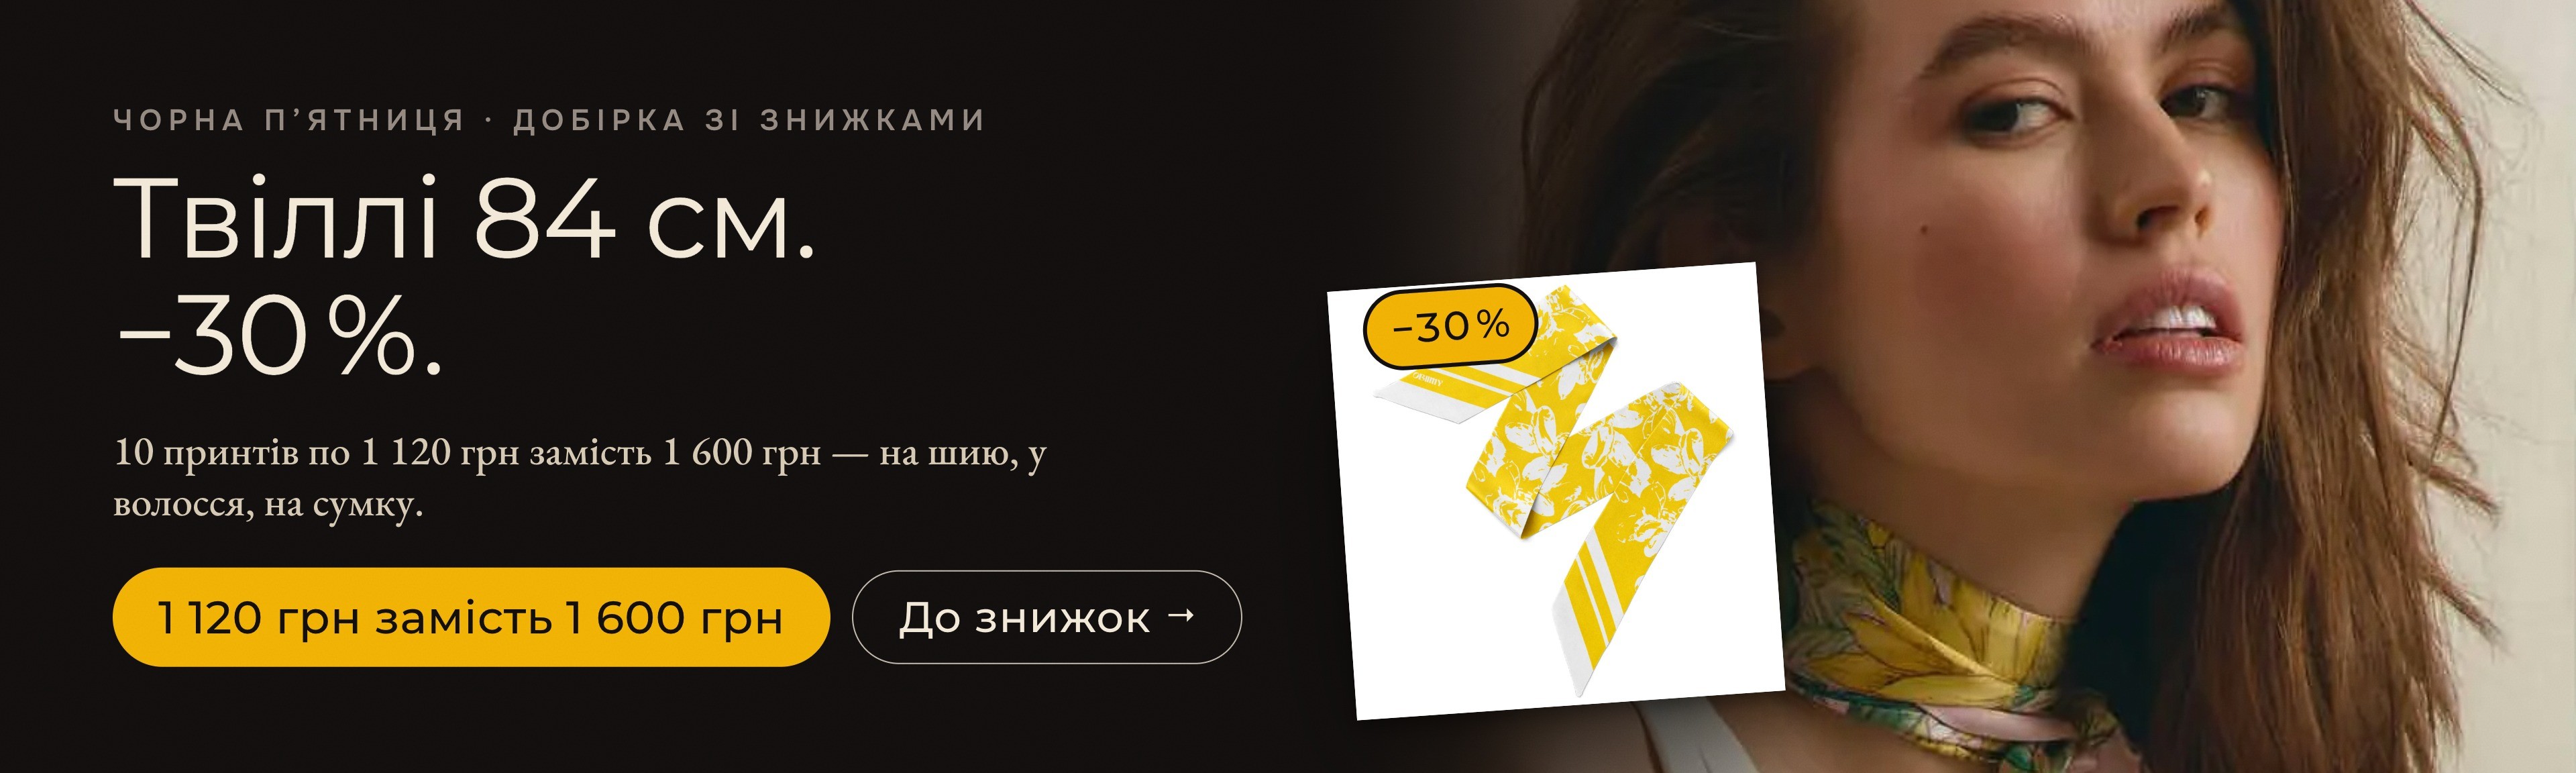 ЧОРНА П’ЯТНИЦЯ · ДОБІРКА ЗІ ЗНИЖКАМИ
Твіллі 84 см.
−30 %.
10 принтів по 1 120 грн замість 1 600 грн — на шию, у
волосся, на сумку.
1 120 грн замість 1 600 грн
До знижок →
−30 %